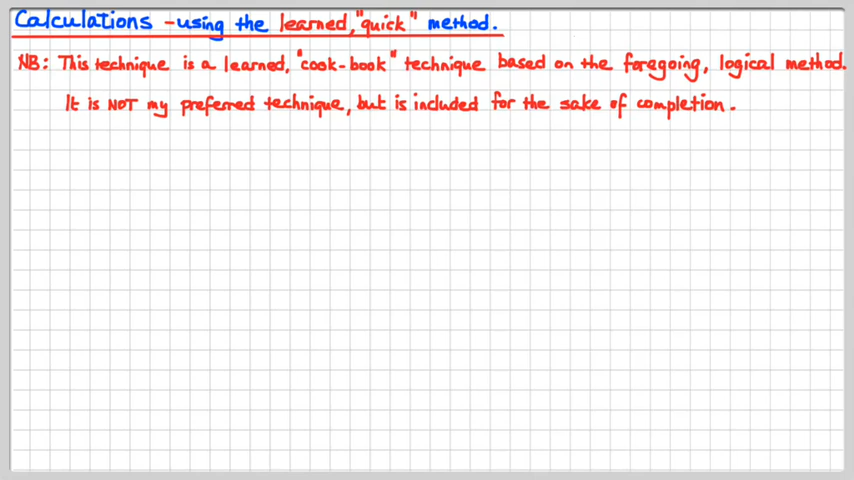 Calculations - using the learned, "quick" method.
NB: This technique is a learned, "cook-book" technique based on the foregoing, logical method.
It is NOT my preferred technique, but is included for the sake of completion.